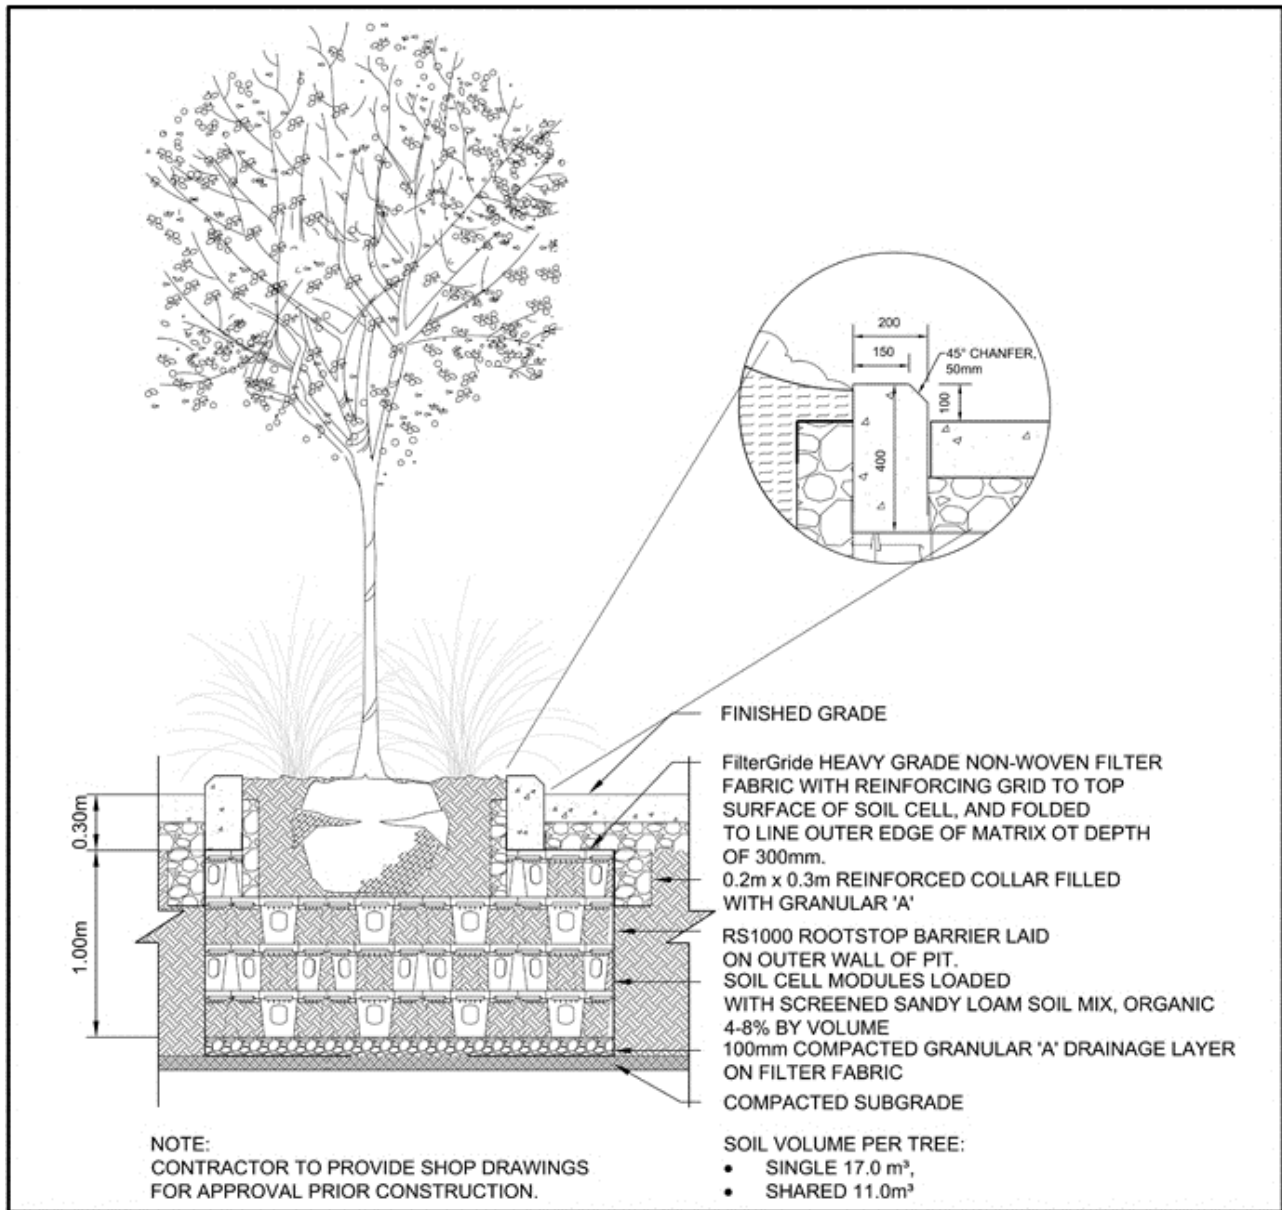 200
150
45° CHANFER,
50mm
100
400
FINISHED GRADE
FilterGride HEAVY GRADE NON-WOVEN FILTER
FABRIC WITH REINFORCING GRID TO TOP
SURFACE OF SOIL CELL, AND FOLDED
TO LINE OUTER EDGE OF MATRIX OT DEPTH
OF 300mm.
0.2m x 0.3m REINFORCED COLLAR FILLED
WITH GRANULAR 'A'
RS1000 ROOTSTOP BARRIER LAID
ON OUTER WALL OF PIT.
SOIL CELL MODULES LOADED
WITH SCREENED SANDY LOAM SOIL MIX, ORGANIC
4-8% BY VOLUME
100mm COMPACTED GRANULAR 'A' DRAINAGE LAYER
ON FILTER FABRIC
COMPACTED SUBGRADE
0.30m
1.00m
NOTE:
CONTRACTOR TO PROVIDE SHOP DRAWINGS
FOR APPROVAL PRIOR CONSTRUCTION.
SOIL VOLUME PER TREE:
• SINGLE 17.0 m³,
• SHARED 11.0m³